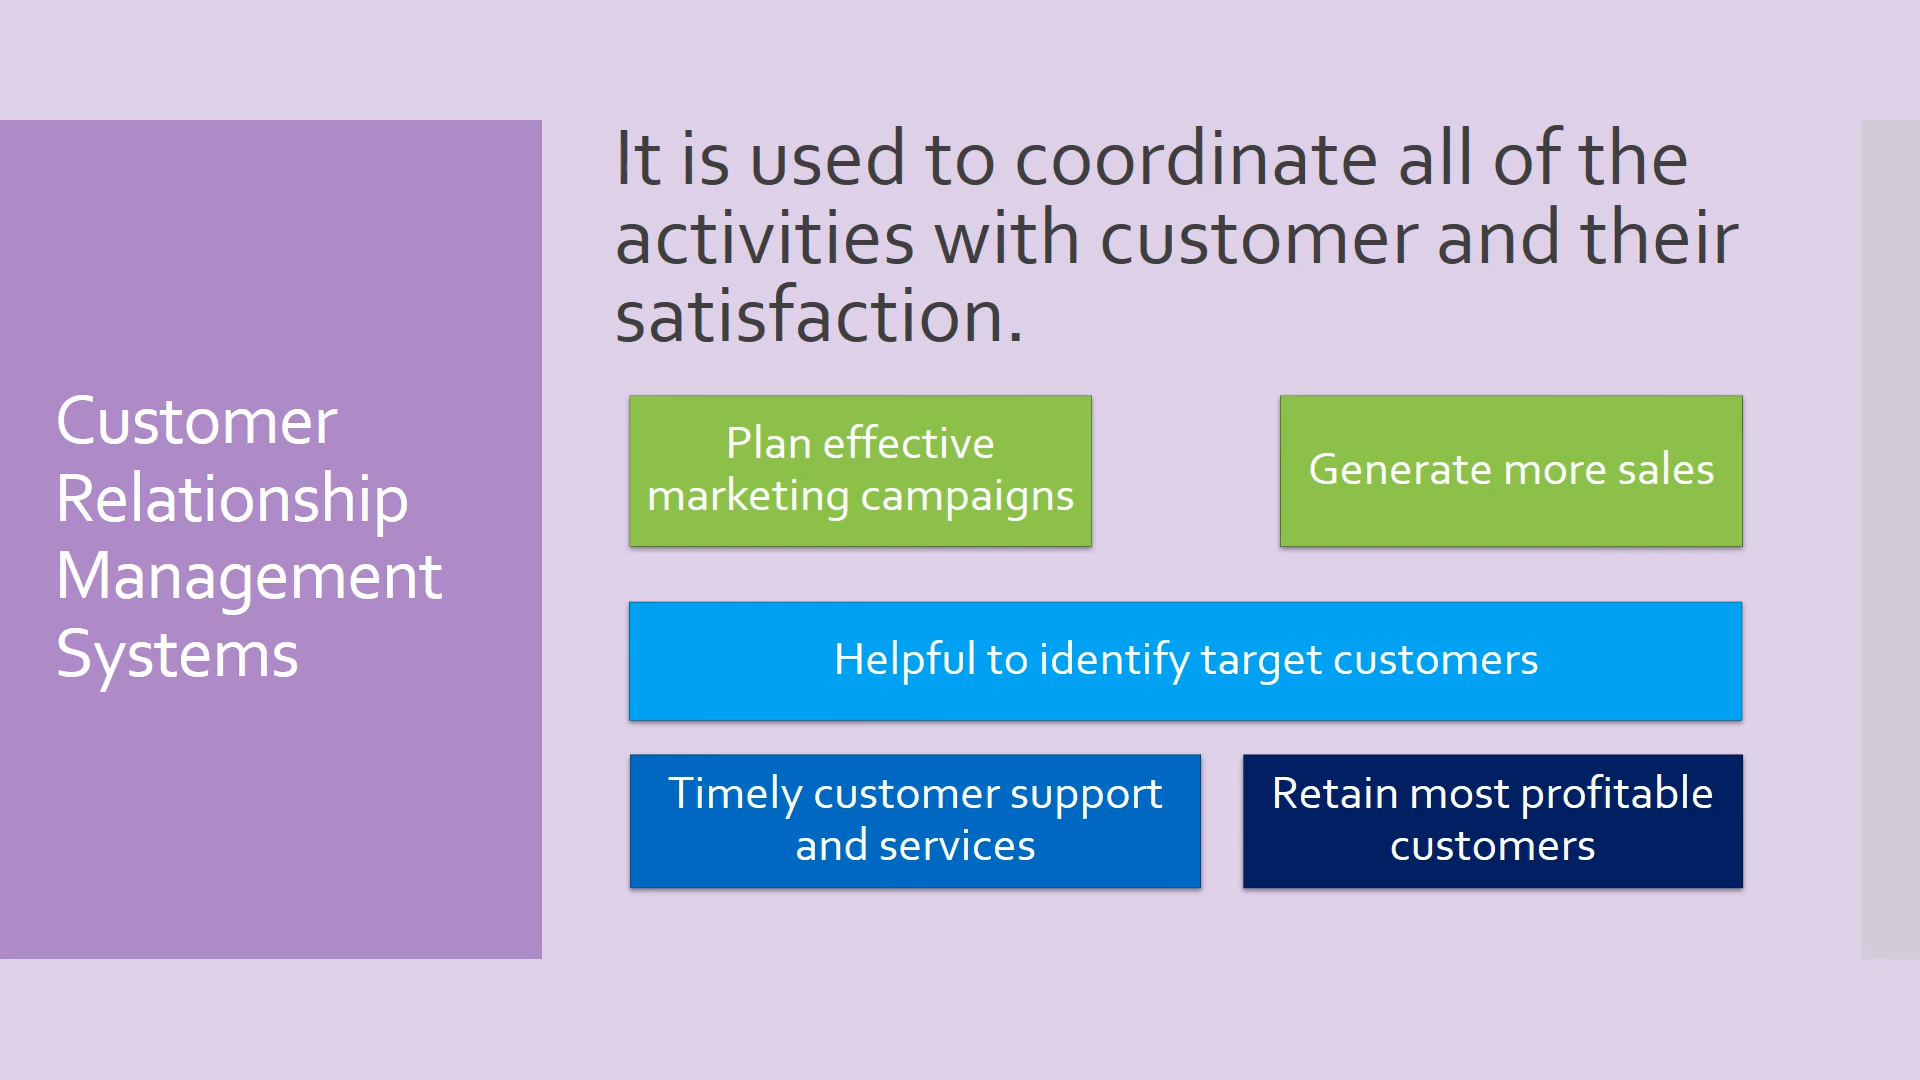 Customer
Relationship
Management
Systems
It is used to coordinate all of the
activities with customer and their
satisfaction.
Plan effective
marketing campaigns
Generate more sales
Helpful to identify target customers
Timely customer support
and services
Retain most profitable
customers